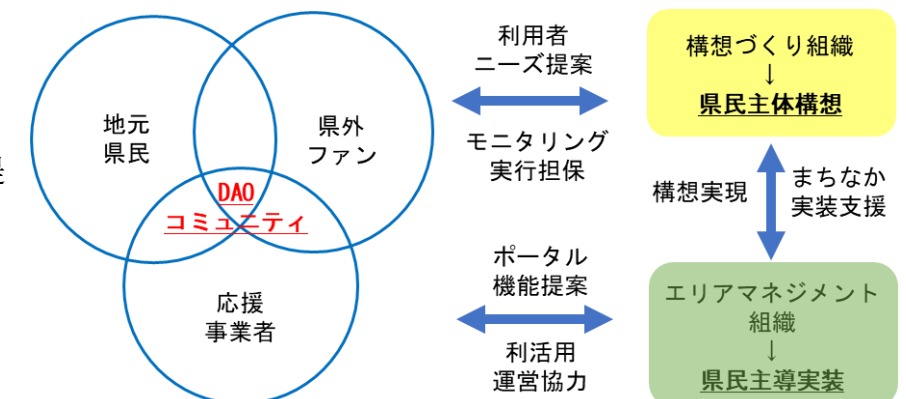 地元
県民
県外
ファン
DAO
コミュニティ
応援
事業者
利用者
ニーズ提案
モニタリング
実行担保
ポータル
機能提案
利活用
運営協力
構想づくり組織
↓
県民主体構想
構想実現
まちなか
実装支援
エリアマネジメント
組織
↓
県民主導実装